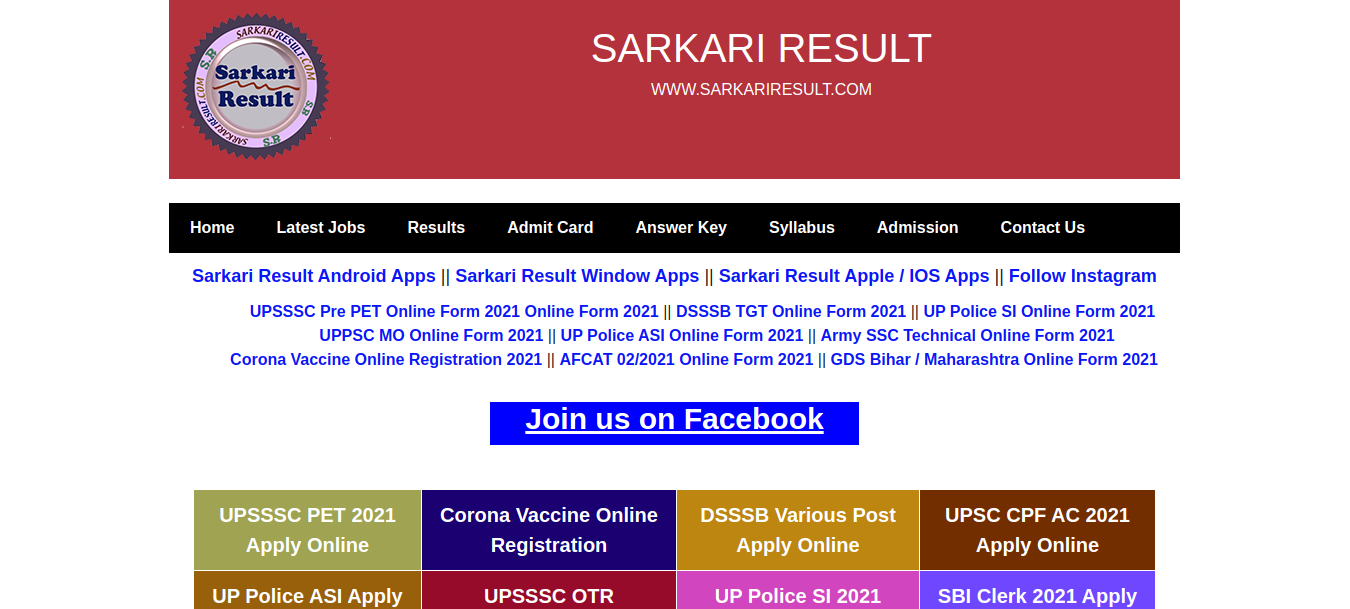 SARKARIRESULT.COM
S.R
Sarkari
Result
SARKARIRESULT.COM
S.R
S.R
SARKARI RESULT
WWW.SARKARIRESULT.COM
Home Latest Jobs Results Admit Card Answer Key Syllabus Admission Contact Us
Sarkari Result Android Apps || Sarkari Result Window Apps || Sarkari Result Apple / IOS Apps || Follow Instagram
UPSSSC Pre PET Online Form 2021 Online Form 2021 || DSSSB TGT Online Form 2021 || UP Police SI Online Form 2021
UPPSC MO Online Form 2021 || UP Police ASI Online Form 2021 || Army SSC Technical Online Form 2021
Corona Vaccine Online Registration 2021 || AFCAT 02/2021 Online Form 2021 || GDS Bihar / Maharashtra Online Form 2021
Join us on Facebook
UPSSSC PET 2021 Corona Vaccine Online DSSSB Various Post UPSC CPF AC 2021
Apply Online Registration Apply Online Apply Online
UP Police ASI Apply UPSSSC OTR UP Police SI 2021 SBI Clerk 2021 Apply